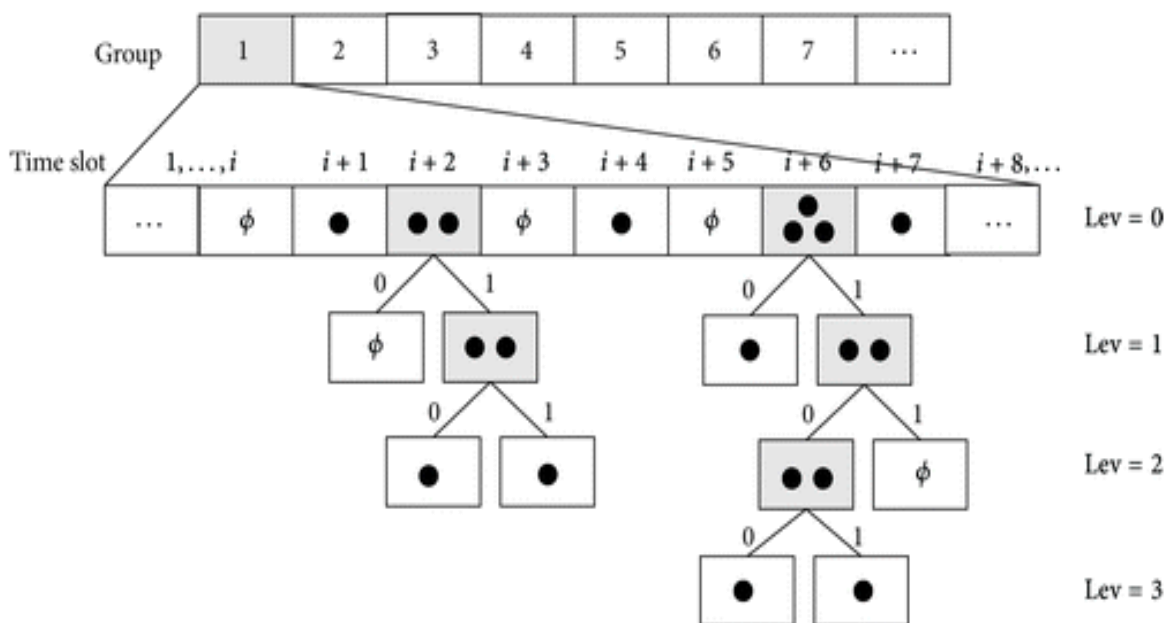 Group 1 2 3 4 5 6 7 ...
Time slot 1, . . . , i i + 1 i + 2 i + 3 i + 4 i + 5 i + 6 i + 7 i + 8, . . .
... ϕ ϕ ϕ ... Lev = 0
0 1 0 1
ϕ Lev = 1
0 1 0 1
ϕ Lev = 2
0 1
Lev = 3